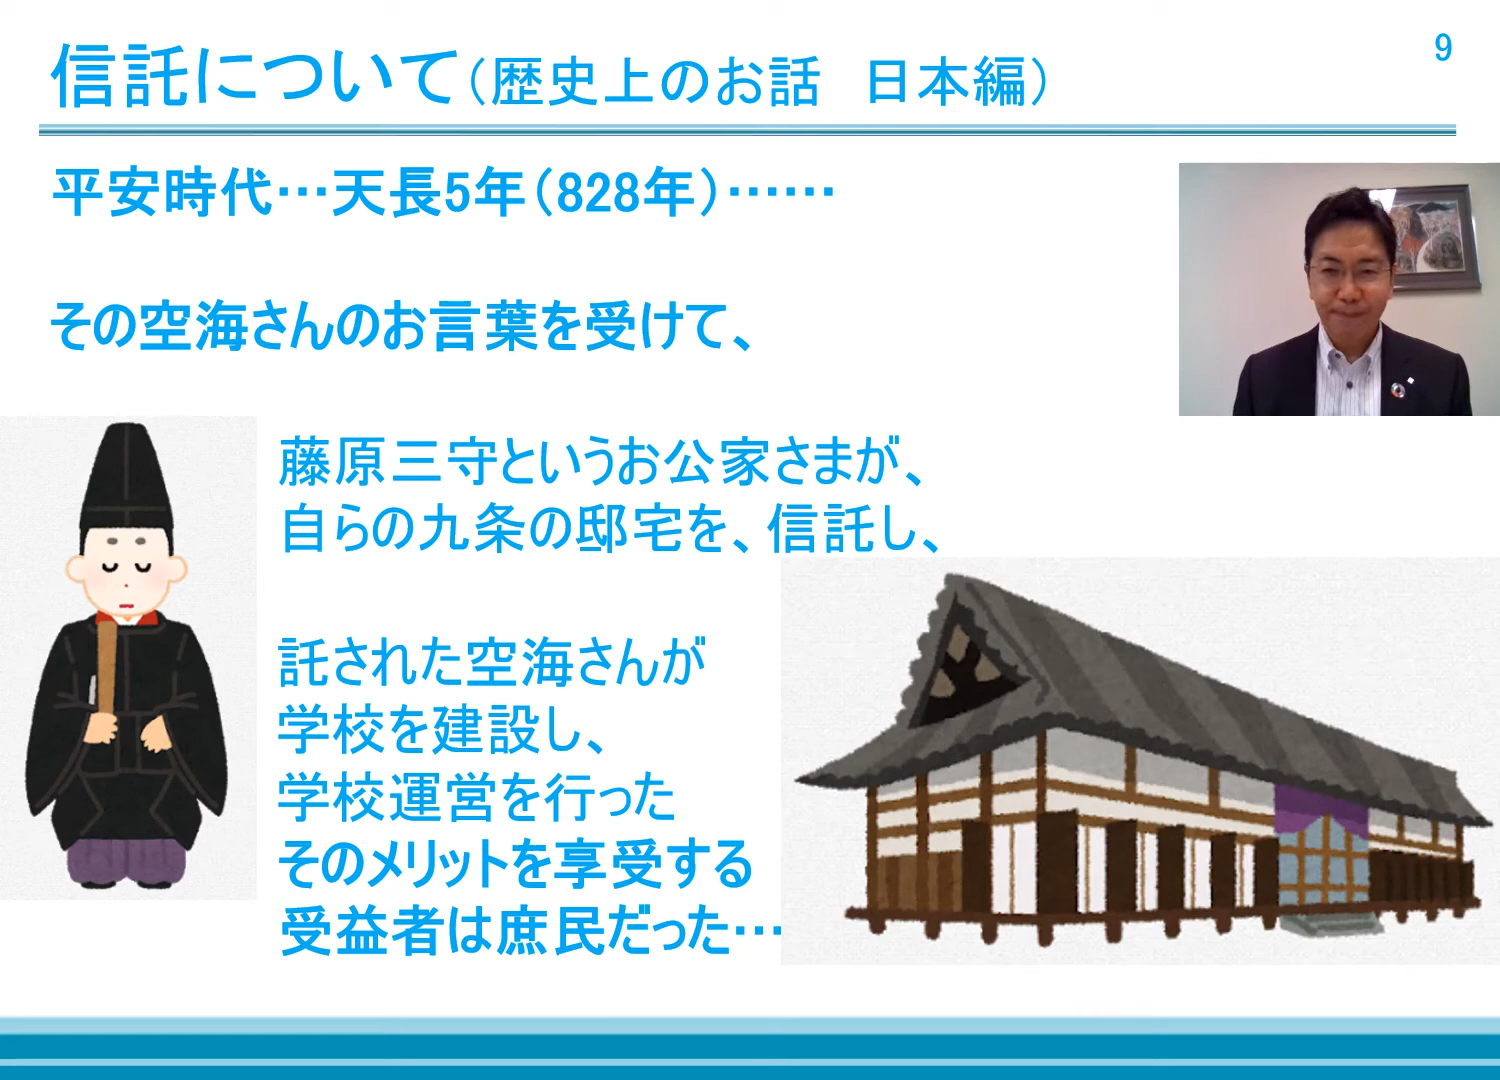 信託について(歴史上のお話　日本編)
9
平安時代…天長5年(828年)……
その空海さんのお言葉を受けて、
藤原三守というお公家さまが、
自らの九条の邸宅を、信託し、
託された空海さんが
学校を建設し、
学校運営を行った
そのメリットを享受する
受益者は庶民だった…